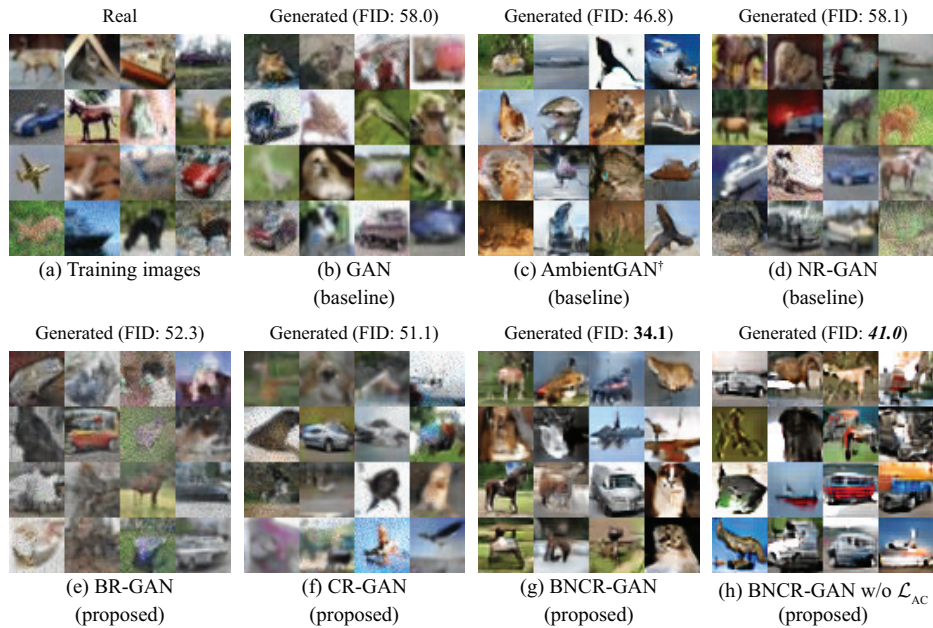 Real
Generated (FID: 58.0)
Generated (FID: 46.8)
Generated (FID: 58.1)
(a) Training images
(b) GAN
(baseline)
(c) AmbientGAN†
(baseline)
(d) NR-GAN
(baseline)
Generated (FID: 52.3)
Generated (FID: 51.1)
Generated (FID: 34.1)
Generated (FID: 41.0)
(e) BR-GAN
(proposed)
(f) CR-GAN
(proposed)
(g) BNCR-GAN
(proposed)
(h) BNCR-GAN w/o ℒAC
(proposed)